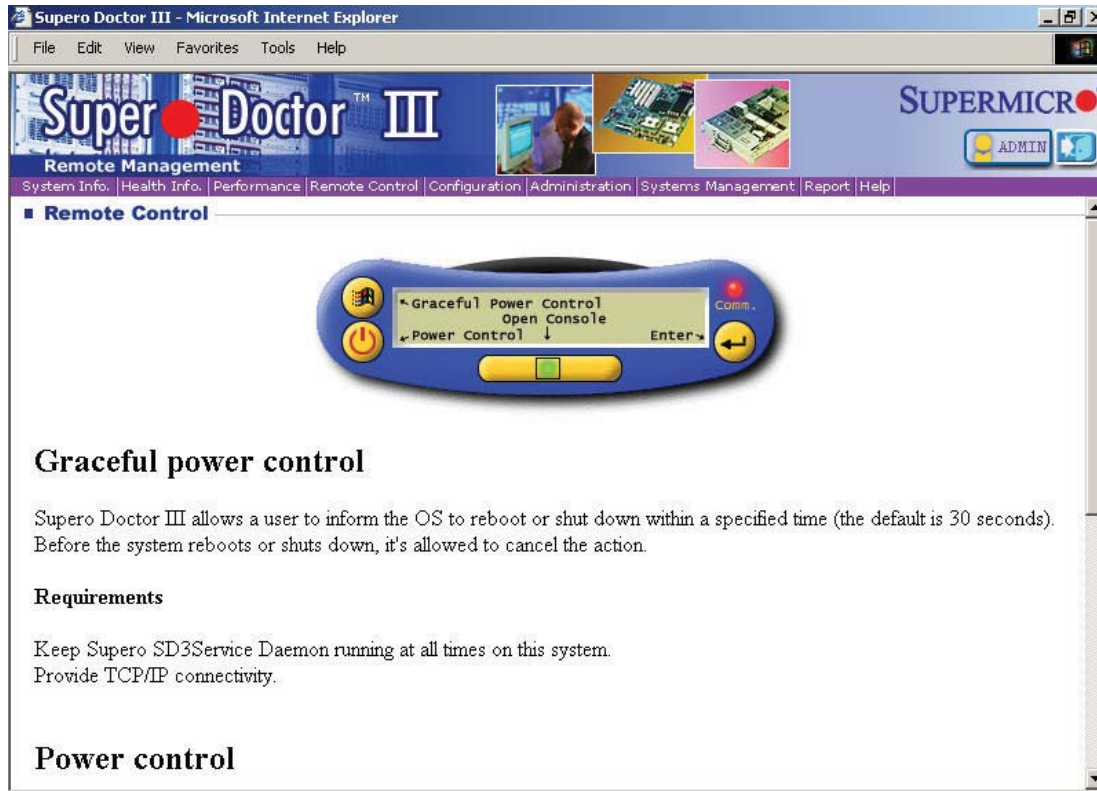 Supero Doctor III - Microsoft Internet Explorer
File Edit View Favorites Tools Help
Super Doctor™ III
SUPERMICR
Remote Management
ADMIN
System Info. Health Info. Performance Remote Control Configuration Administration Systems Management Report Help
Remote Control
Graceful Power Control
Open Console
Power Control ↓ Enter
Comm.
Graceful power control
Supero Doctor III allows a user to inform the OS to reboot or shut down within a specified time (the default is 30 seconds).
Before the system reboots or shuts down, it's allowed to cancel the action.
Requirements
Keep Supero SD3Service Daemon running at all times on this system.
Provide TCP/IP connectivity.
Power control